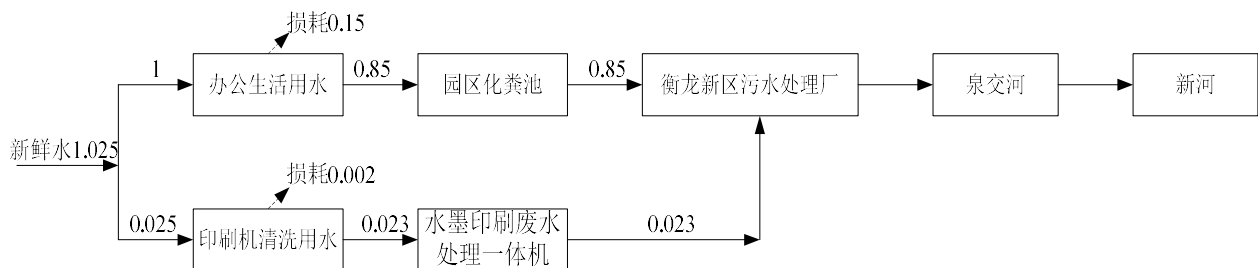 损耗0.15
1
办公生活用水
0.85
园区化粪池
0.85
衡龙新区污水处理厂
泉交河
新河
新鲜水1.025
损耗0.002
0.025
印刷机清洗用水
0.023
水墨印刷废水
处理一体机
0.023